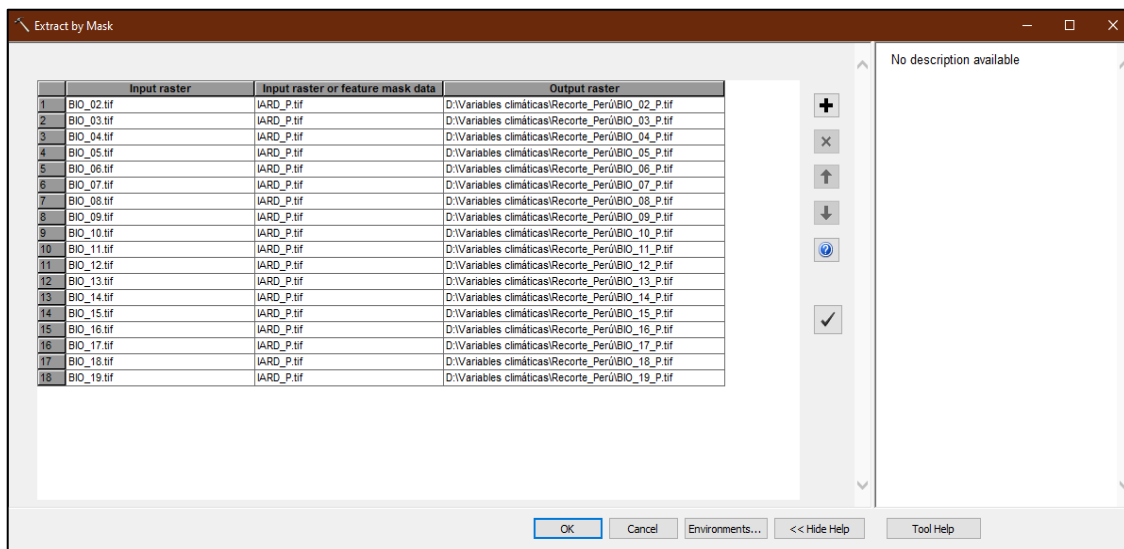 Extract by Mask
No description available
Input raster Input raster or feature mask data Output raster
1 BIO_02.tif IARD_P.tif D:\Variables climáticas\Recorte_Perú\BIO_02_P.tif
2 BIO_03.tif IARD_P.tif D:\Variables climáticas\Recorte_Perú\BIO_03_P.tif
3 BIO_04.tif IARD_P.tif D:\Variables climáticas\Recorte_Perú\BIO_04_P.tif
4 BIO_05.tif IARD_P.tif D:\Variables climáticas\Recorte_Perú\BIO_05_P.tif
5 BIO_06.tif IARD_P.tif D:\Variables climáticas\Recorte_Perú\BIO_06_P.tif
6 BIO_07.tif IARD_P.tif D:\Variables climáticas\Recorte_Perú\BIO_07_P.tif
7 BIO_08.tif IARD_P.tif D:\Variables climáticas\Recorte_Perú\BIO_08_P.tif
8 BIO_09.tif IARD_P.tif D:\Variables climáticas\Recorte_Perú\BIO_09_P.tif
9 BIO_10.tif IARD_P.tif D:\Variables climáticas\Recorte_Perú\BIO_10_P.tif
10 BIO_11.tif IARD_P.tif D:\Variables climáticas\Recorte_Perú\BIO_11_P.tif
11 BIO_12.tif IARD_P.tif D:\Variables climáticas\Recorte_Perú\BIO_12_P.tif
12 BIO_13.tif IARD_P.tif D:\Variables climáticas\Recorte_Perú\BIO_13_P.tif
13 BIO_14.tif IARD_P.tif D:\Variables climáticas\Recorte_Perú\BIO_14_P.tif
14 BIO_15.tif IARD_P.tif D:\Variables climáticas\Recorte_Perú\BIO_15_P.tif
15 BIO_16.tif IARD_P.tif D:\Variables climáticas\Recorte_Perú\BIO_16_P.tif
16 BIO_17.tif IARD_P.tif D:\Variables climáticas\Recorte_Perú\BIO_17_P.tif
17 BIO_18.tif IARD_P.tif D:\Variables climáticas\Recorte_Perú\BIO_18_P.tif
18 BIO_19.tif IARD_P.tif D:\Variables climáticas\Recorte_Perú\BIO_19_P.tif
OK Cancel Environments... << Hide Help Tool Help